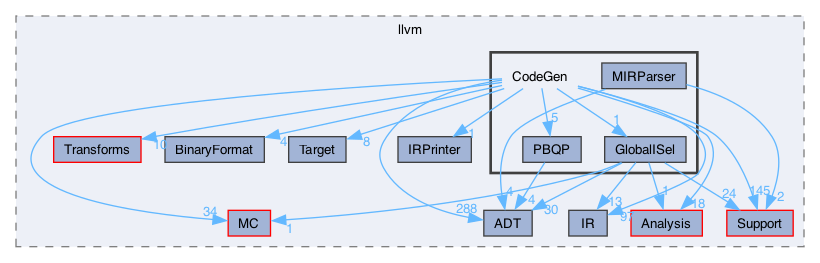 llvm
CodeGen
MIRParser
Transforms
BinaryFormat
Target
IRPrinter
PBQP
GlobalISel
MC
ADT
IR
Analysis
Support
10
4
8
1
5
1
34
1
288
4
4
30
13
1
18
24
145
2